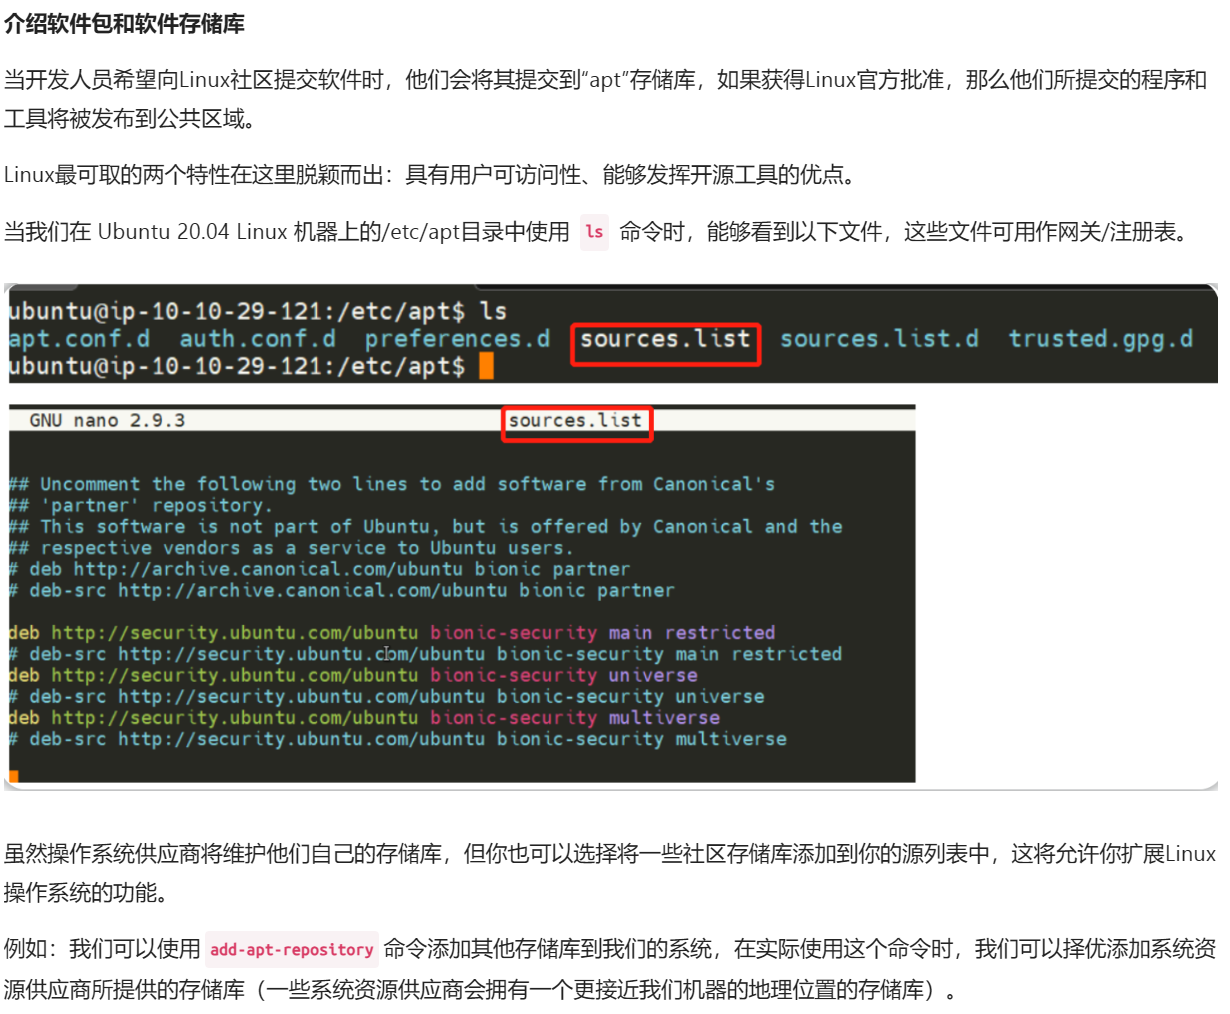 介绍软件包和软件存储库
当开发人员希望向Linux社区提交软件时，他们会将其提交到“apt”存储库，如果获得Linux官方批准，那么他们所提交的程序和
工具将被发布到公共区域。
Linux最可取的两个特性在这里脱颖而出：具有用户可访问性、能够发挥开源工具的优点。
当我们在 Ubuntu 20.04 Linux 机器上的/etc/apt目录中使用 ls 命令时，能够看到以下文件，这些文件可用作网关/注册表。
ubuntu@ip-10-10-29-121:/etc/apt$ ls
apt.conf.d auth.conf.d preferences.d sources.list sources.list.d trusted.gpg.d
ubuntu@ip-10-10-29-121:/etc/apt$
GNU nano 2.9.3 sources.list
## Uncomment the following two lines to add software from Canonical's
## 'partner' repository.
## This software is not part of Ubuntu, but is offered by Canonical and the
## respective vendors as a service to Ubuntu users.
# deb http://archive.canonical.com/ubuntu bionic partner
# deb-src http://archive.canonical.com/ubuntu bionic partner
deb http://security.ubuntu.com/ubuntu bionic-security main restricted
# deb-src http://security.ubuntu.com/ubuntu bionic-security main restricted
deb http://security.ubuntu.com/ubuntu bionic-security universe
# deb-src http://security.ubuntu.com/ubuntu bionic-security universe
deb http://security.ubuntu.com/ubuntu bionic-security multiverse
# deb-src http://security.ubuntu.com/ubuntu bionic-security multiverse
虽然操作系统供应商将维护他们自己的存储库，但你也可以选择将一些社区存储库添加到你的源列表中，这将允许你扩展Linux
操作系统的功能。
例如：我们可以使用 add-apt-repository 命令添加其他存储库到我们的系统，在实际使用这个命令时，我们可以择优添加系统资
源供应商所提供的存储库（一些系统资源供应商会拥有一个更接近我们机器的地理位置的存储库）。